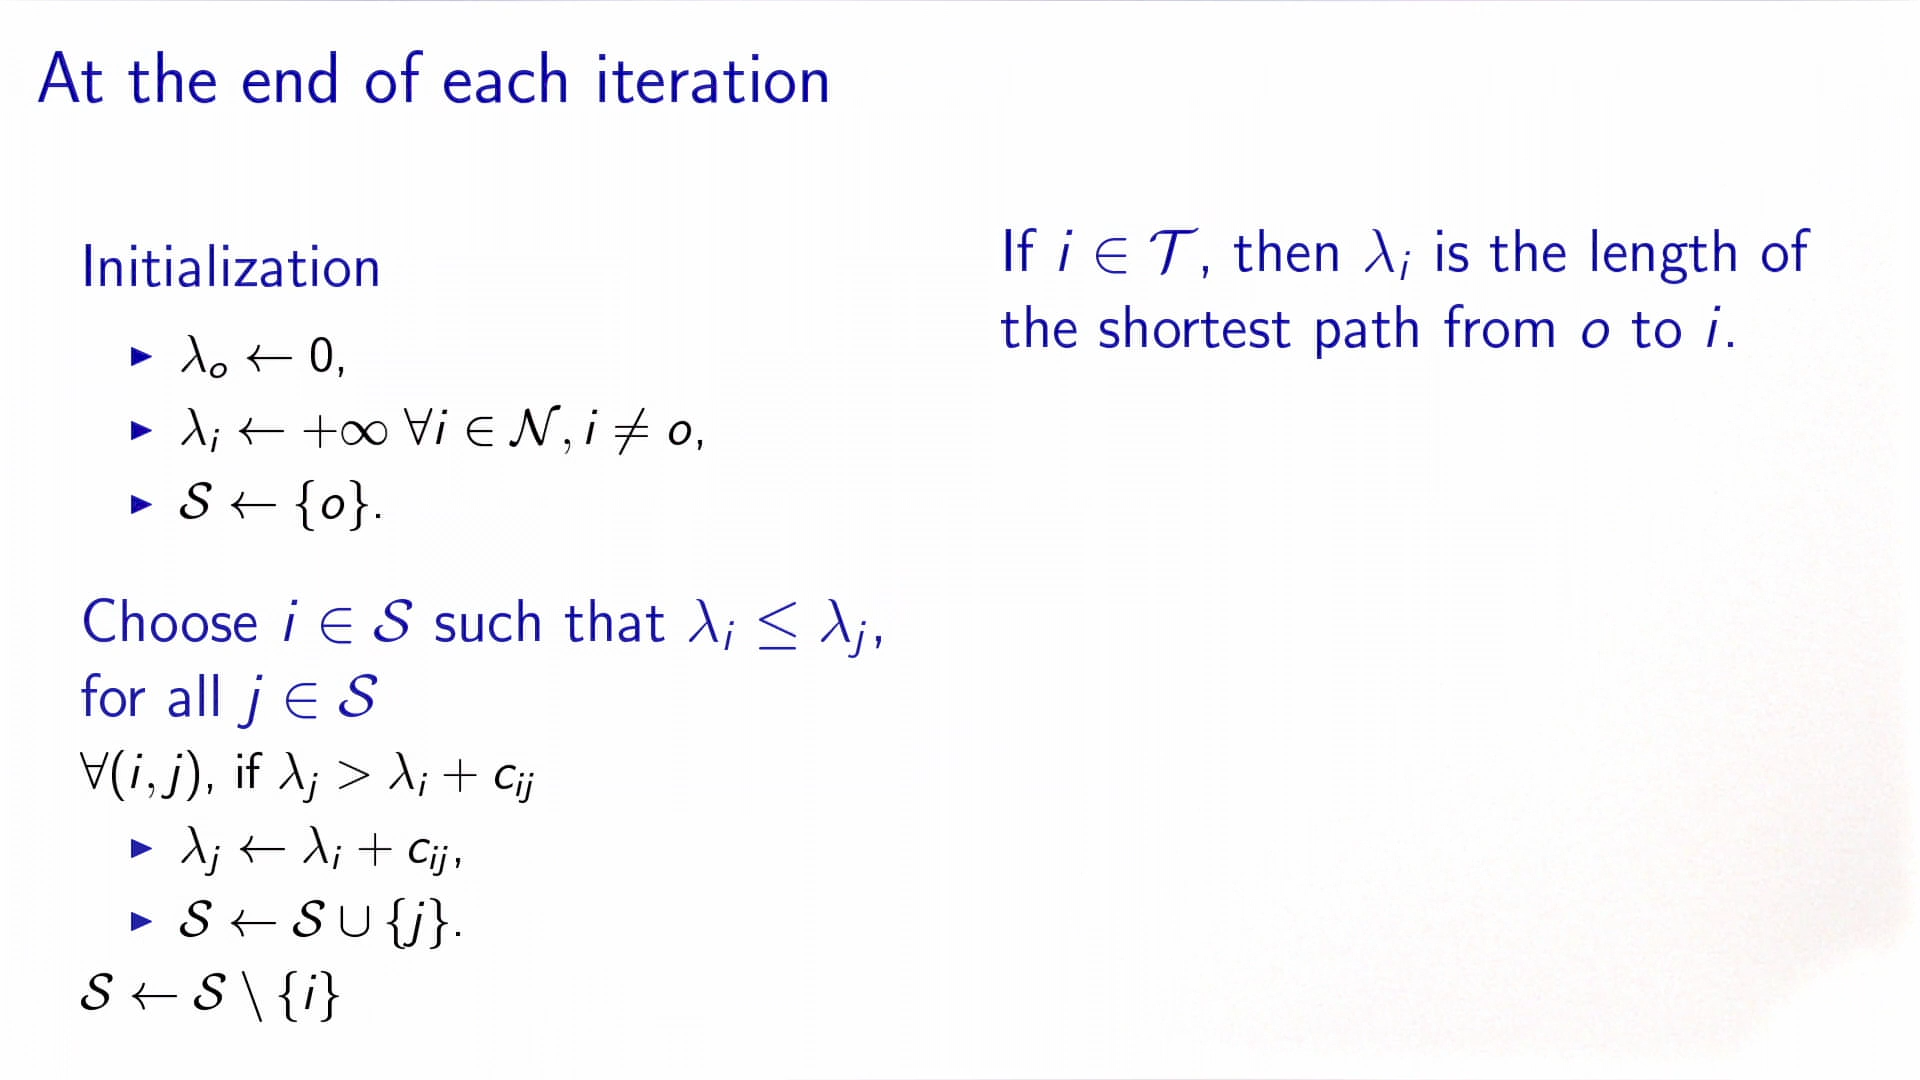 At the end of each iteration
Initialization
▶ λₒ ← 0,
▶ λᵢ ← +∞ ∀i ∈ 𝒩, i ≠ o,
▶ 𝒮 ← {o}.
Choose i ∈ 𝒮 such that λᵢ ≤ λⱼ,
for all j ∈ 𝒮
∀(i, j), if λⱼ > λᵢ + cᵢⱼ
▶ λⱼ ← λᵢ + cᵢⱼ,
▶ 𝒮 ← 𝒮 ∪ {j}.
𝒮 ← 𝒮 \ {i}
If i ∈ 𝒯, then λᵢ is the length of
the shortest path from o to i.